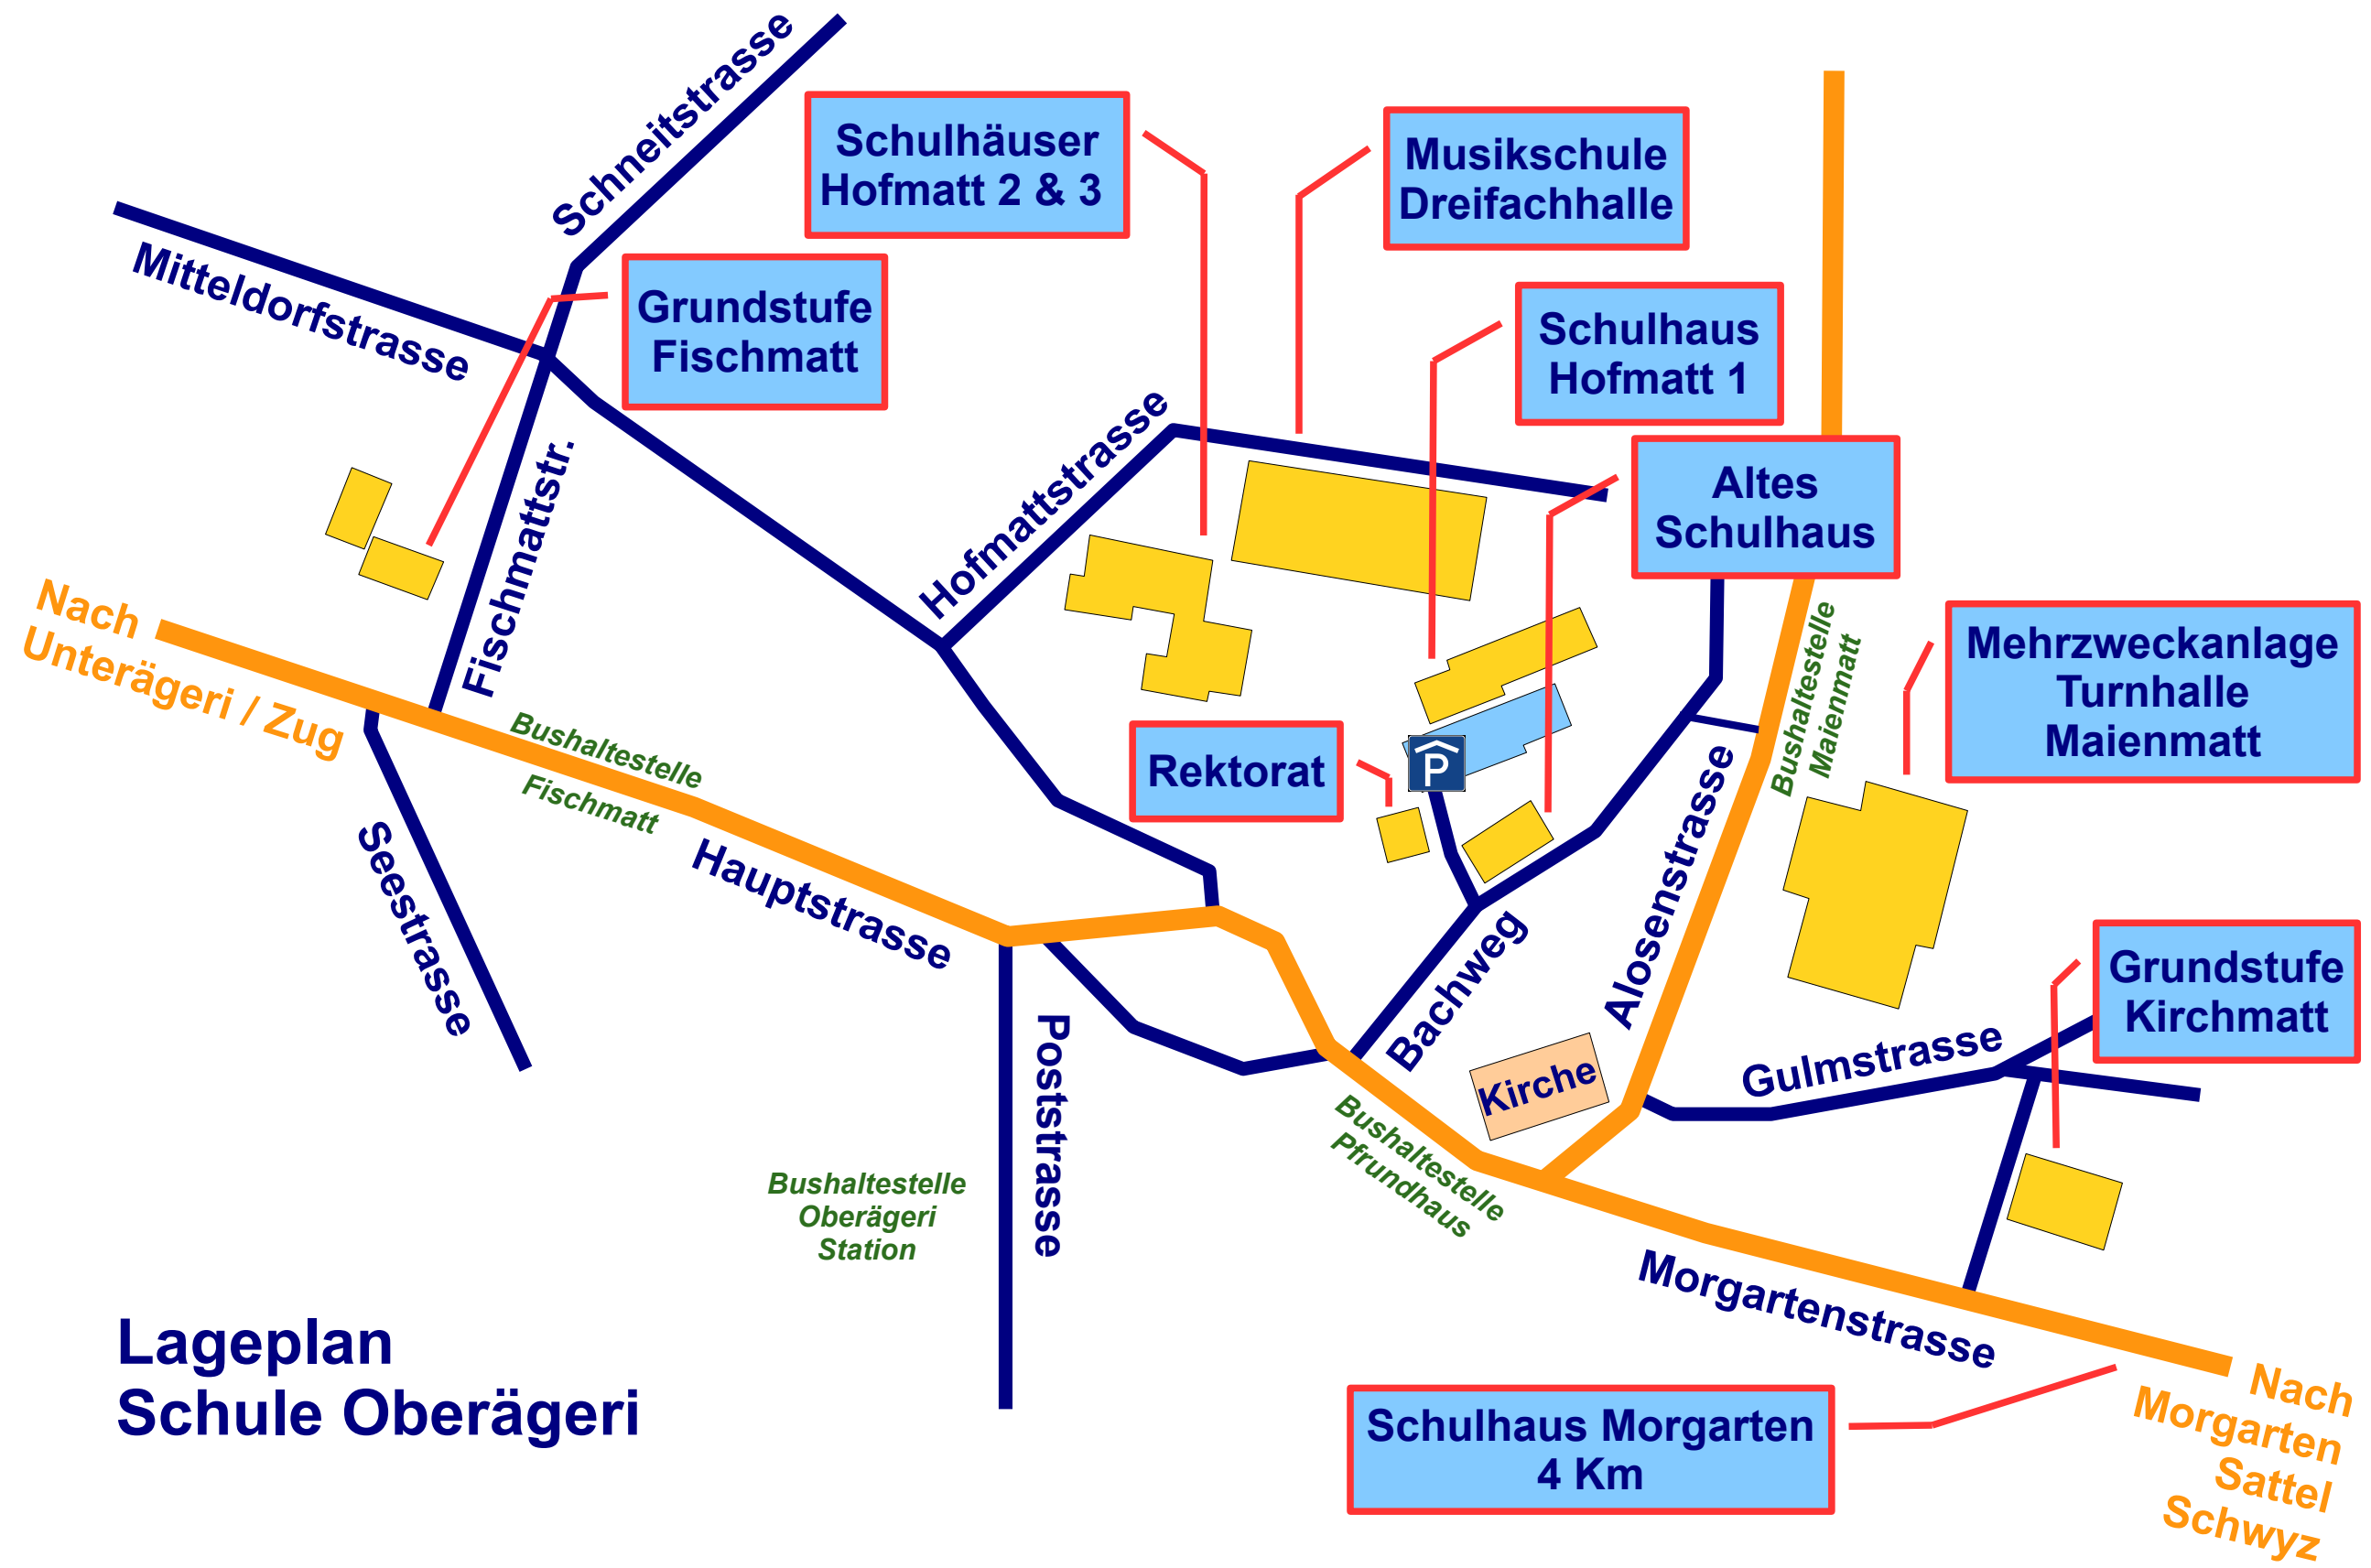 Schneitstrasse
Mitteldorfstrasse
Schulhäuser
Hofmatt 2 & 3
Musikschule
Dreifachhalle
Grundstufe
Fischmatt
Schulhaus
Hofmatt 1
Hofmattstrasse
Fischmattstr.
Altes
Schulhaus
Nach
Unterägeri / Zug
Bushaltestelle
Fischmatt
Bushaltestelle
Maienmatt
Mehrzweckanlage
Turnhalle
Maienmatt
Rektorat
P
Seestrasse
Hauptstrasse
Bachweg
Alosenstrasse
Grundstufe
Kirchmatt
Gulmstrasse
Kirche
Poststrasse
Bushaltestelle
Oberägeri
Station
Bushaltestelle
Pfrundhaus
Morgartenstrasse
Lageplan
Schule Oberägeri
Schulhaus Morgarten
4 Km
Nach
Morgarten
Sattel
Schwyz